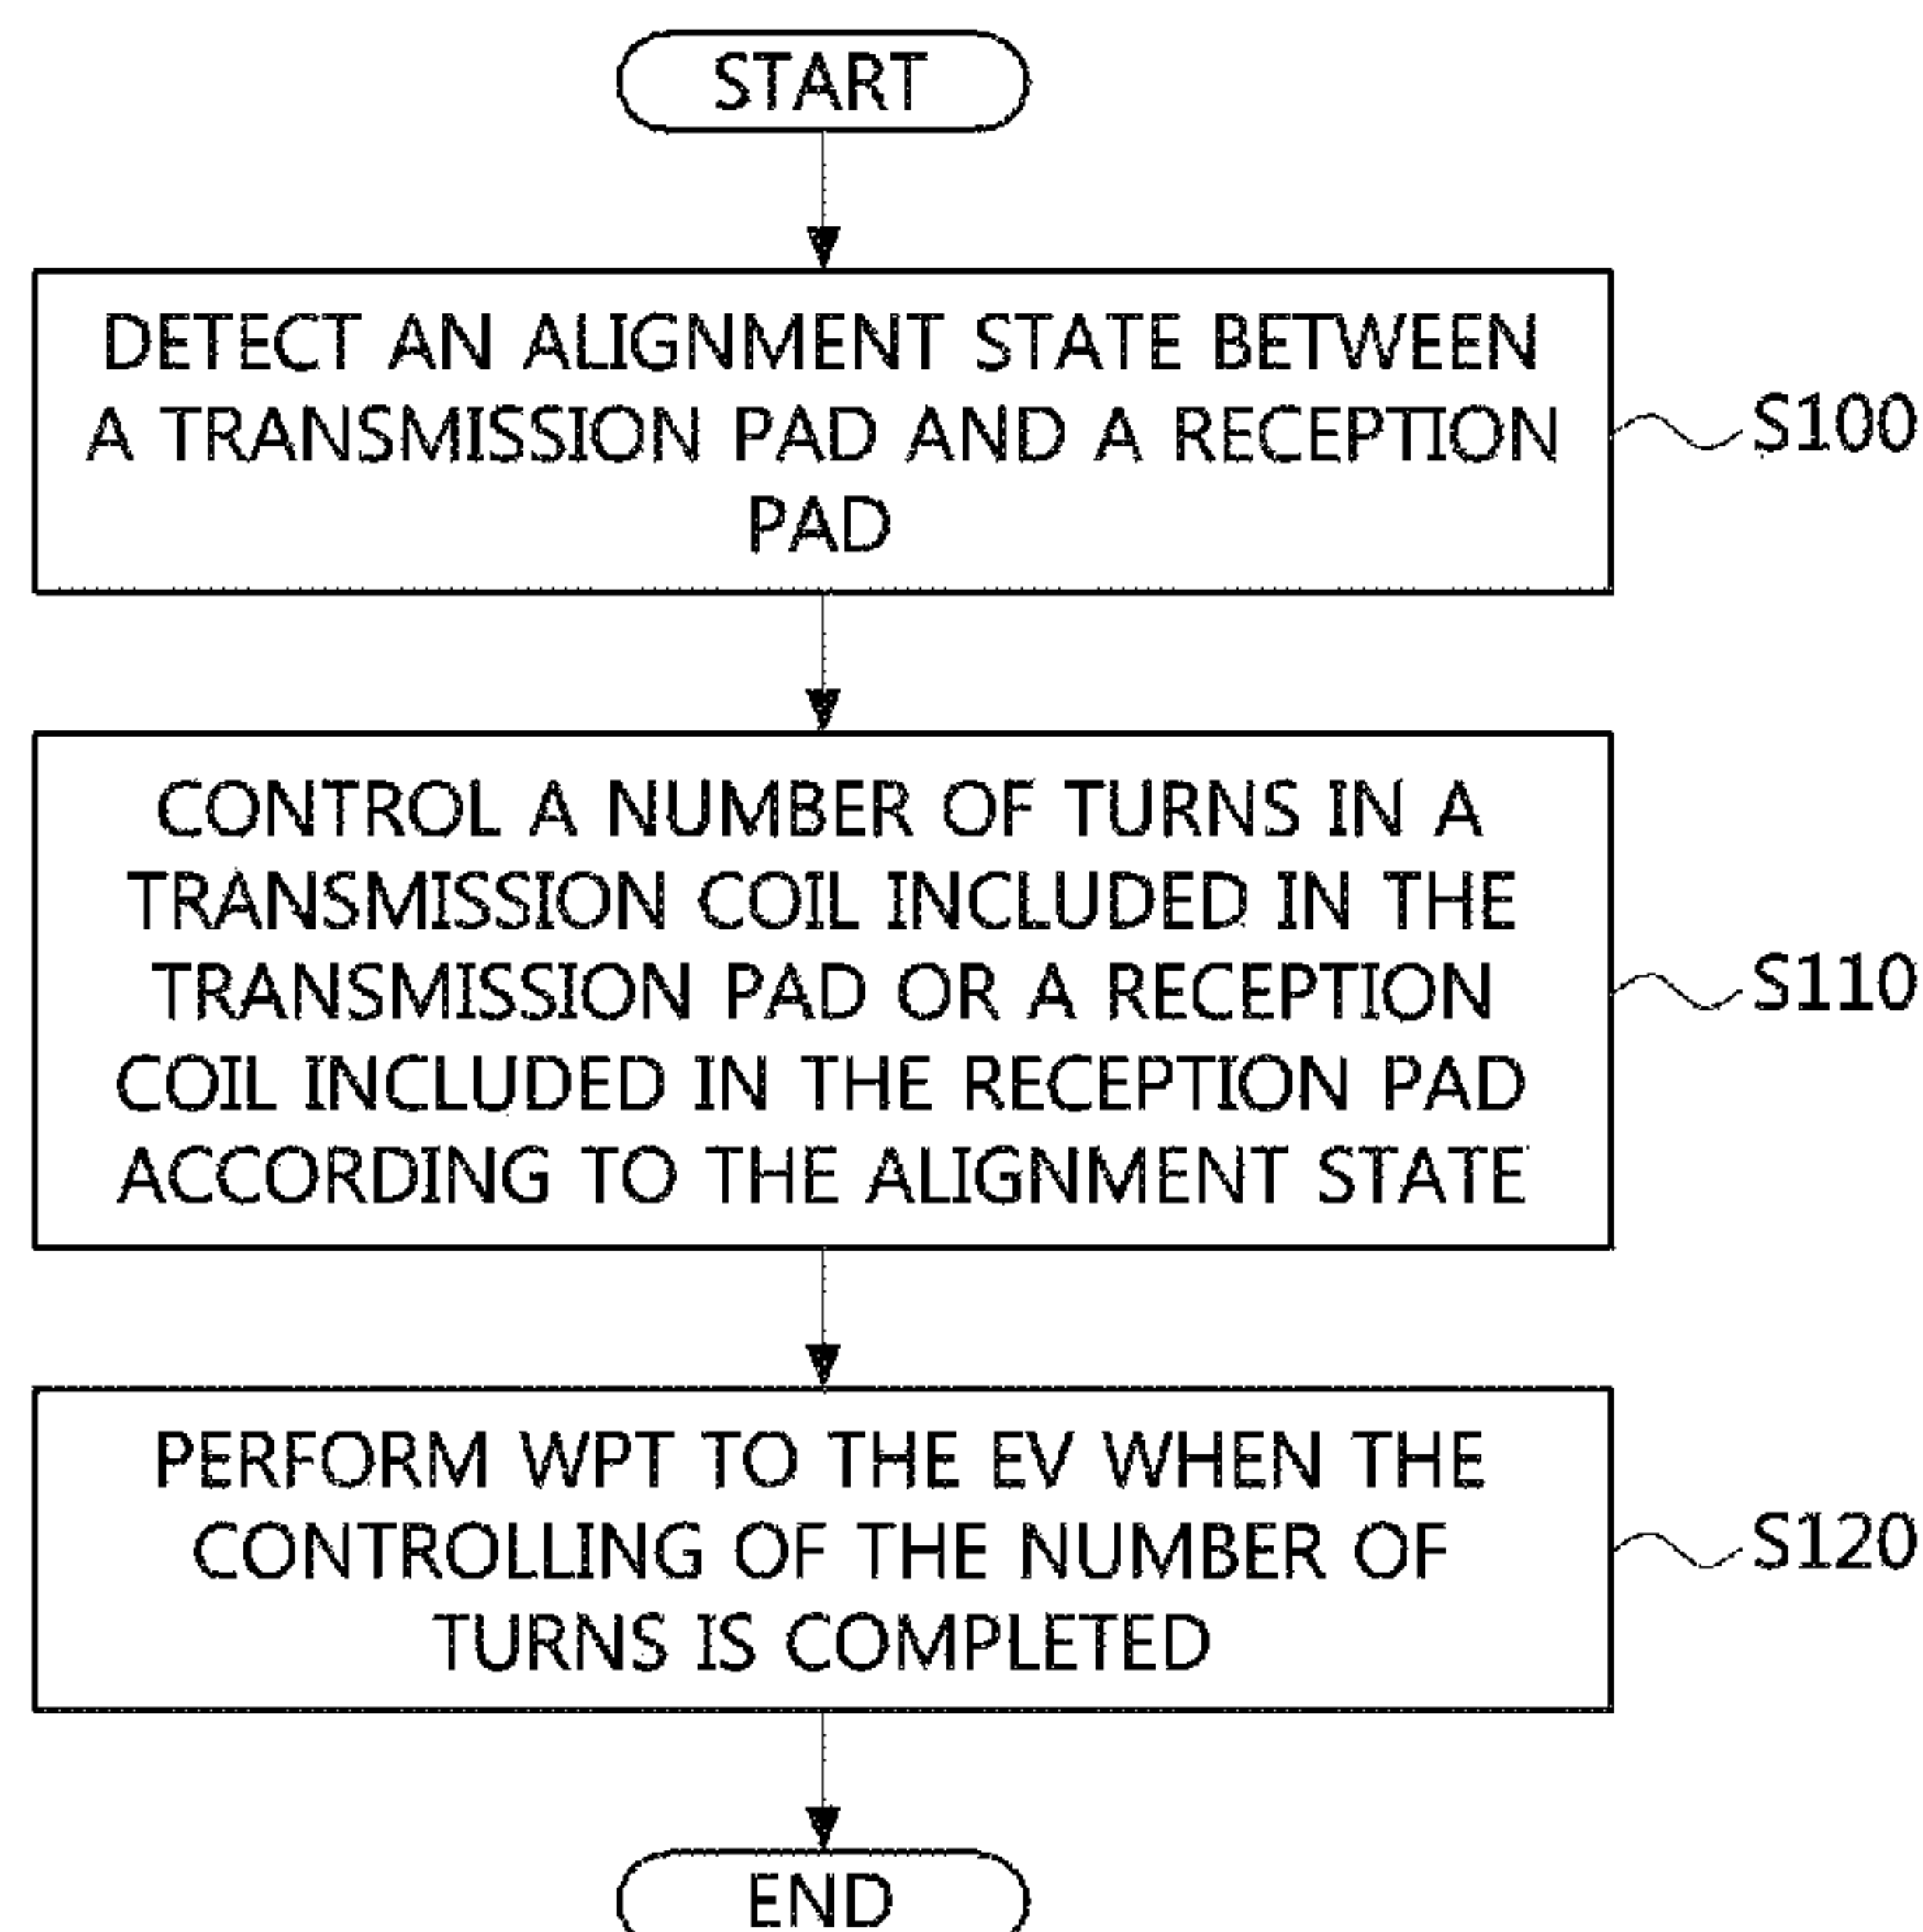 START
DETECT AN ALIGNMENT STATE BETWEEN
A TRANSMISSION PAD AND A RECEPTION
PAD
S100
CONTROL A NUMBER OF TURNS IN A
TRANSMISSION COIL INCLUDED IN THE
TRANSMISSION PAD OR A RECEPTION
COIL INCLUDED IN THE RECEPTION PAD
ACCORDING TO THE ALIGNMENT STATE
S110
PERFORM WPT TO THE EV WHEN THE
CONTROLLING OF THE NUMBER OF
TURNS IS COMPLETED
S120
END